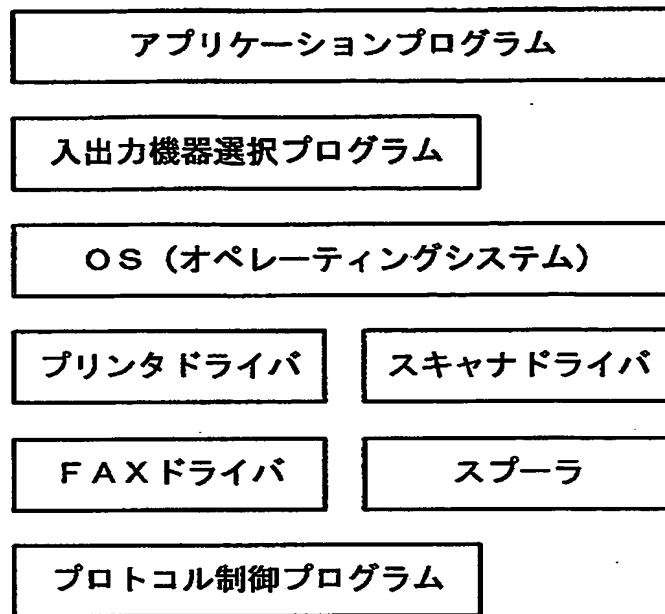 アプリケーションプログラム
入出力機器選択プログラム
ＯＳ（オペレーティングシステム）
プリンタドライバ
スキャナドライバ
ＦＡＸドライバ
スプーラ
プロトコル制御プログラム